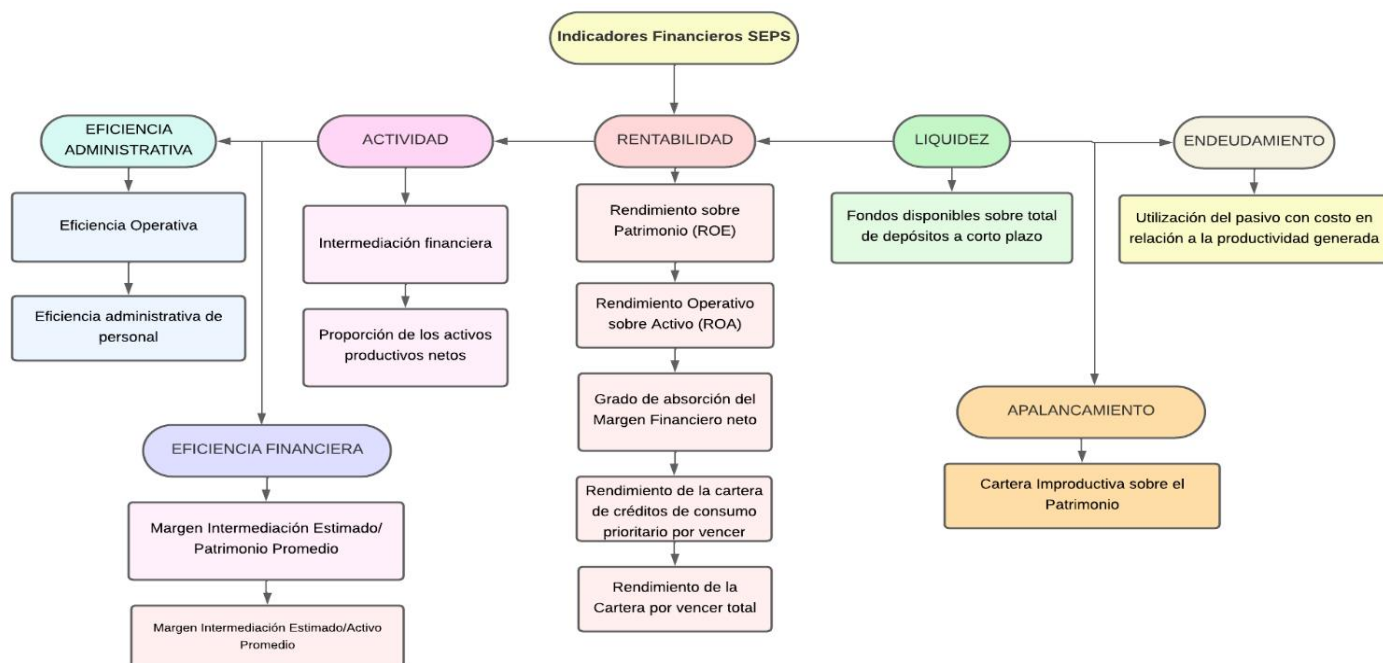 Indicadores Financieros SEPS
EFICIENCIA
ADMINISTRATIVA
ACTIVIDAD
RENTABILIDAD
LIQUIDEZ
ENDEUDAMIENTO
Eficiencia Operativa
Eficiencia administrativa de
personal
Intermediación financiera
Proporción de los activos
productivos netos
Rendimiento sobre
Patrimonio (ROE)
Rendimiento Operativo
sobre Activo (ROA)
Grado de absorción del
Margen Financiero neto
Rendimiento de la cartera
de créditos de consumo
prioritario por vencer
Rendimiento de la
Cartera por vencer total
Fondos disponibles sobre total
de depósitos a corto plazo
Utilización del pasivo con costo en
relación a la productividad generada
EFICIENCIA FINANCIERA
Margen Intermediación Estimado/
Patrimonio Promedio
Margen Intermediación Estimado/Activo
Promedio
APALANCAMIENTO
Cartera Improductiva sobre el
Patrimonio